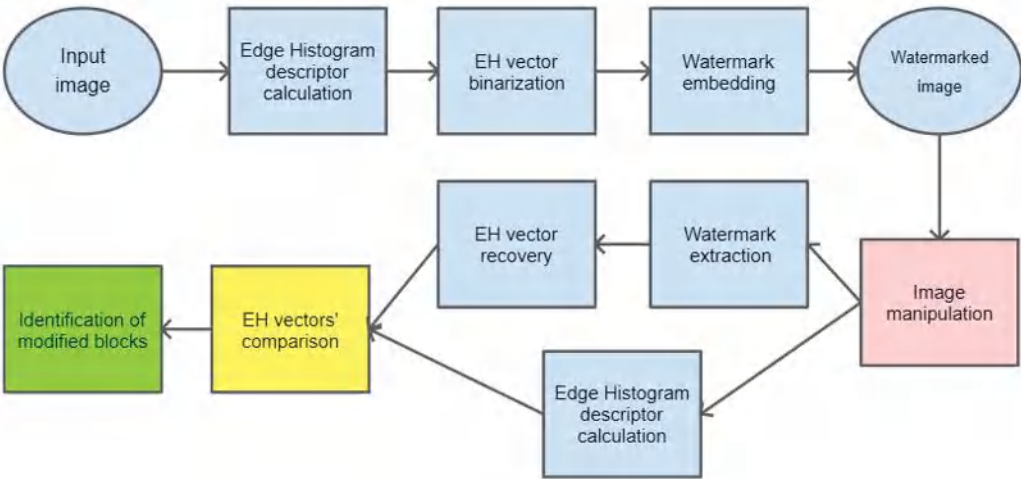 Input
image
Edge Histogram
descriptor
calculation
EH vector
binarization
Watermark
embedding
Watermarked
image
EH vector
recovery
Watermark
extraction
Image
manipulation
Identification of
modified blocks
EH vectors'
comparison
Edge Histogram
descriptor
calculation